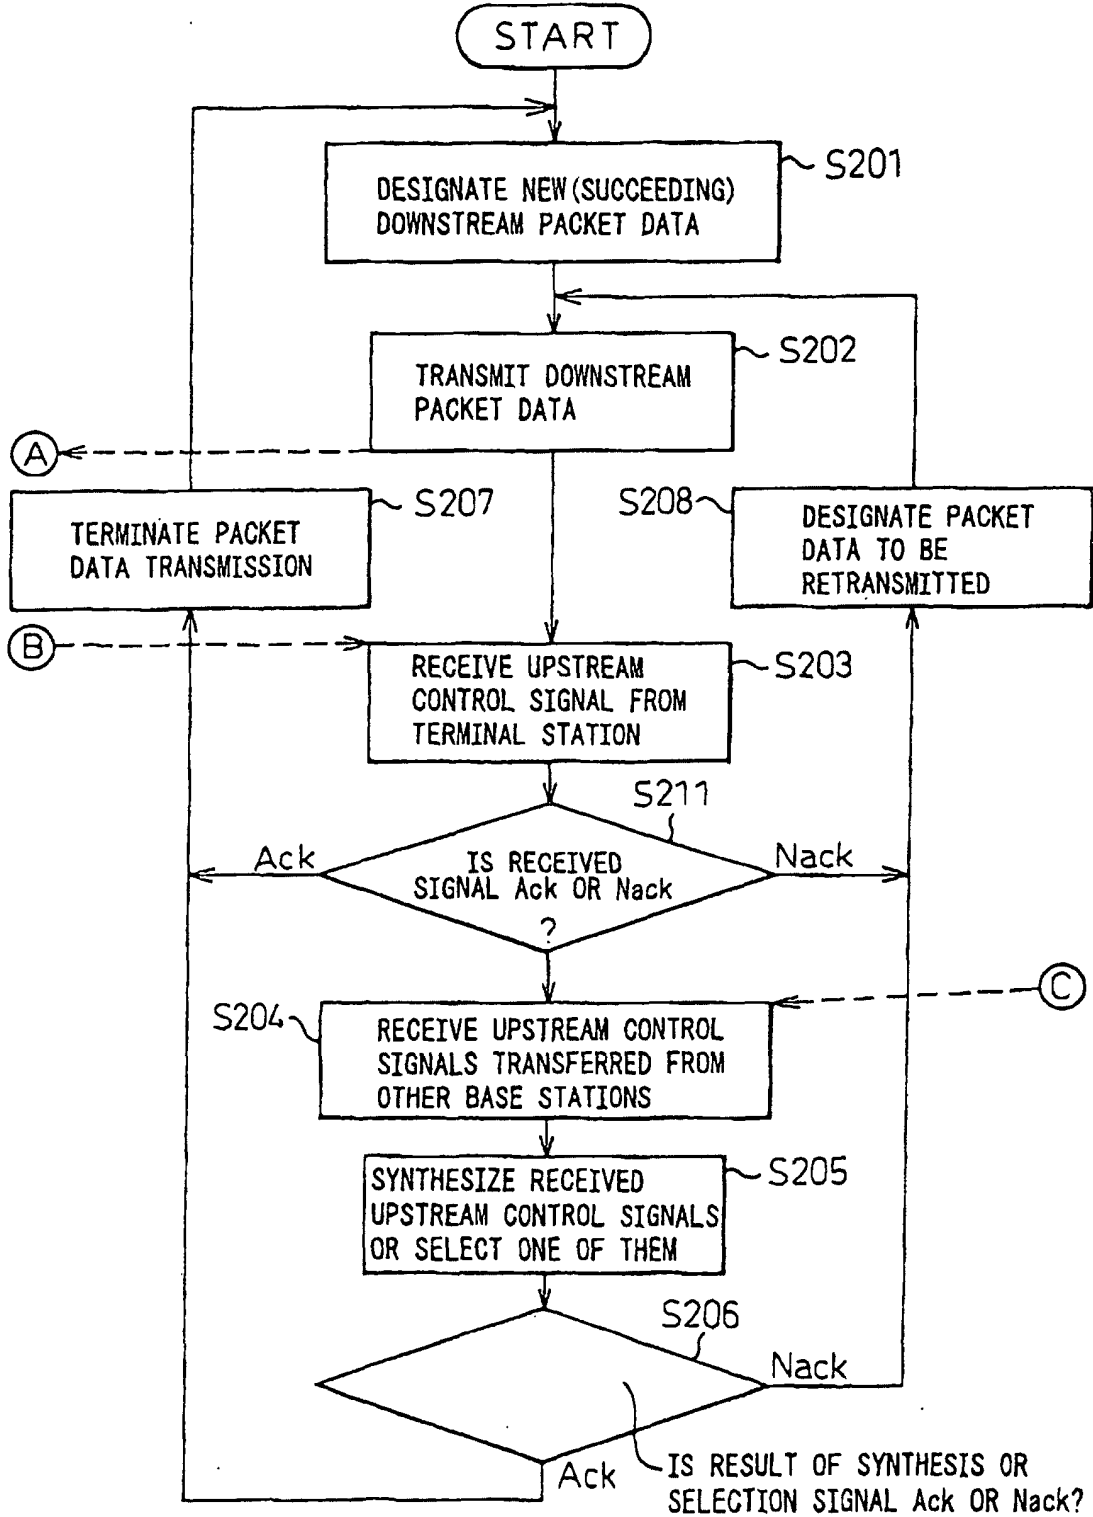 START
S201
DESIGNATE NEW (SUCCEEDING)
DOWNSTREAM PACKET DATA
S202
TRANSMIT DOWNSTREAM
PACKET DATA
A
S207
TERMINATE PACKET
DATA TRANSMISSION
S208
DESIGNATE PACKET
DATA TO BE
RETRANSMITTED
B
S203
RECEIVE UPSTREAM
CONTROL SIGNAL FROM
TERMINAL STATION
S211
Ack
IS RECEIVED
SIGNAL Ack OR Nack
?
Nack
C
S204
RECEIVE UPSTREAM CONTROL
SIGNALS TRANSFERRED FROM
OTHER BASE STATIONS
S205
SYNTHESIZE RECEIVED
UPSTREAM CONTROL SIGNALS
OR SELECT ONE OF THEM
S206
Nack
Ack
IS RESULT OF SYNTHESIS OR
SELECTION SIGNAL Ack OR Nack?